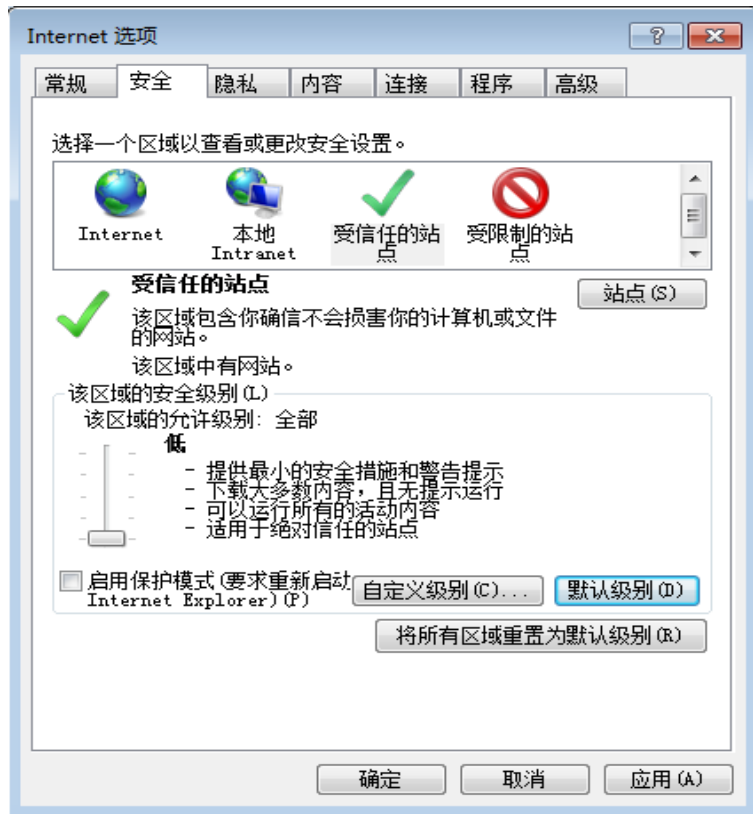 Internet 选项
常规 安全 隐私 内容 连接 程序 高级
选择一个区域以查看或更改安全设置。
Internet
本地
Intranet
受信任的站
点
受限制的站
点
受信任的站点
站点(S)
该区域包含你确信不会损害你的计算机或文件
的网站。
该区域中有网站。
该区域的安全级别(L)
该区域的允许级别: 全部
低
- 提供最小的安全措施和警告提示
- 下载大多数内容，且无提示运行
- 可以运行所有的活动内容
- 适用于绝对信任的站点
启用保护模式(要求重新启动
Internet Explorer)(P)
自定义级别(C)...
默认级别(D)
将所有区域重置为默认级别(R)
确定 取消 应用(A)